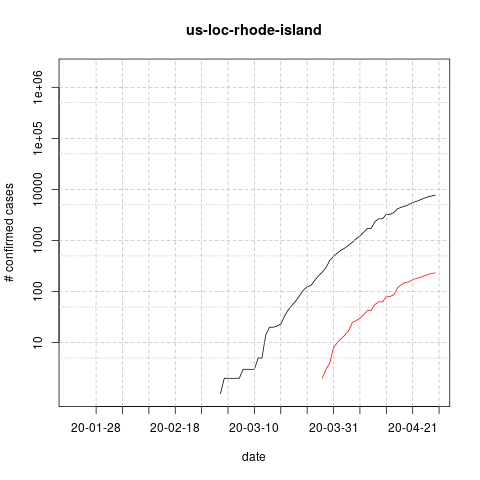 us-loc-rhode-island
# confirmed cases
1e+06
1e+05
10000
1000
100
10
20-01-28 20-02-18 20-03-10 20-03-31 20-04-21
date